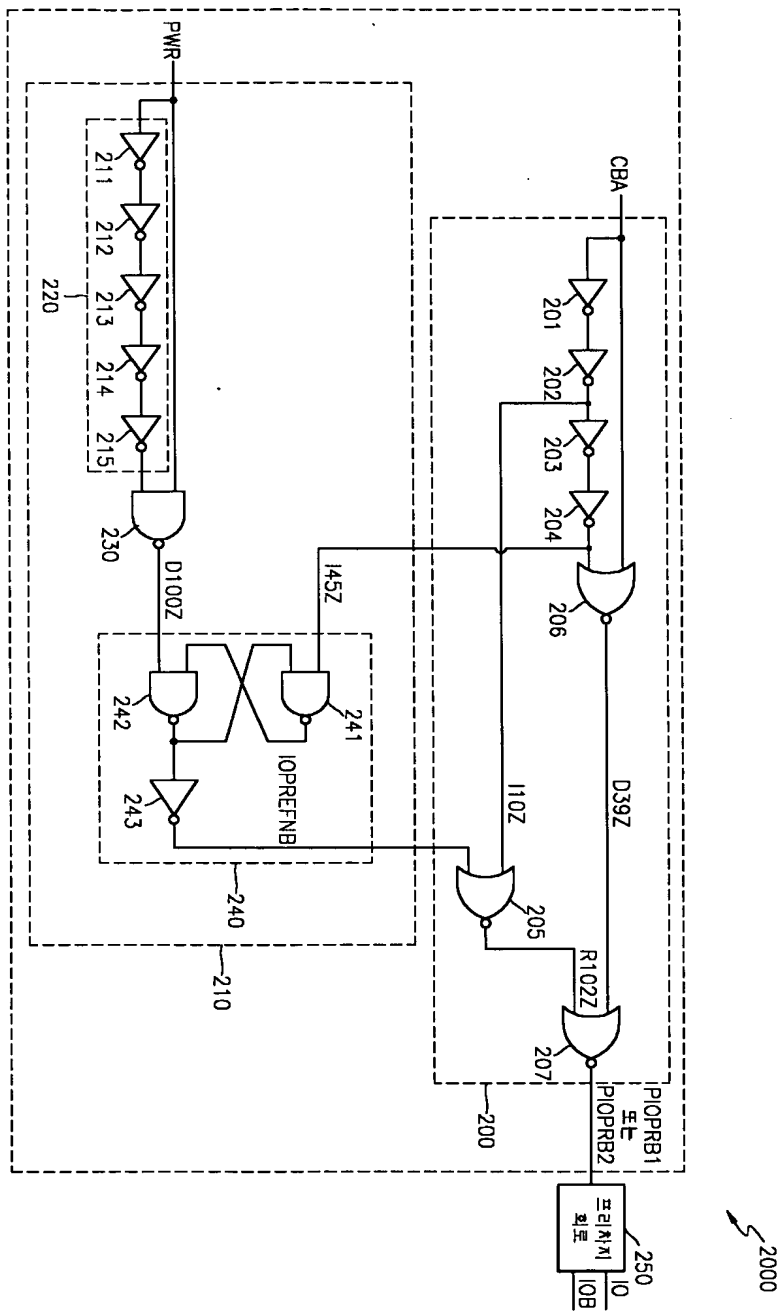 2000
CBA
201
202
203
204
206
D39Z
I10Z
205
R102Z
207
200
PIOPRB1
또는
PIOPRB2
프리차지
회로
250
IO
IOB
PWR
211
212
213
214
215
220
230
D100Z
I45Z
241
242
243
IOPREFNB
240
210